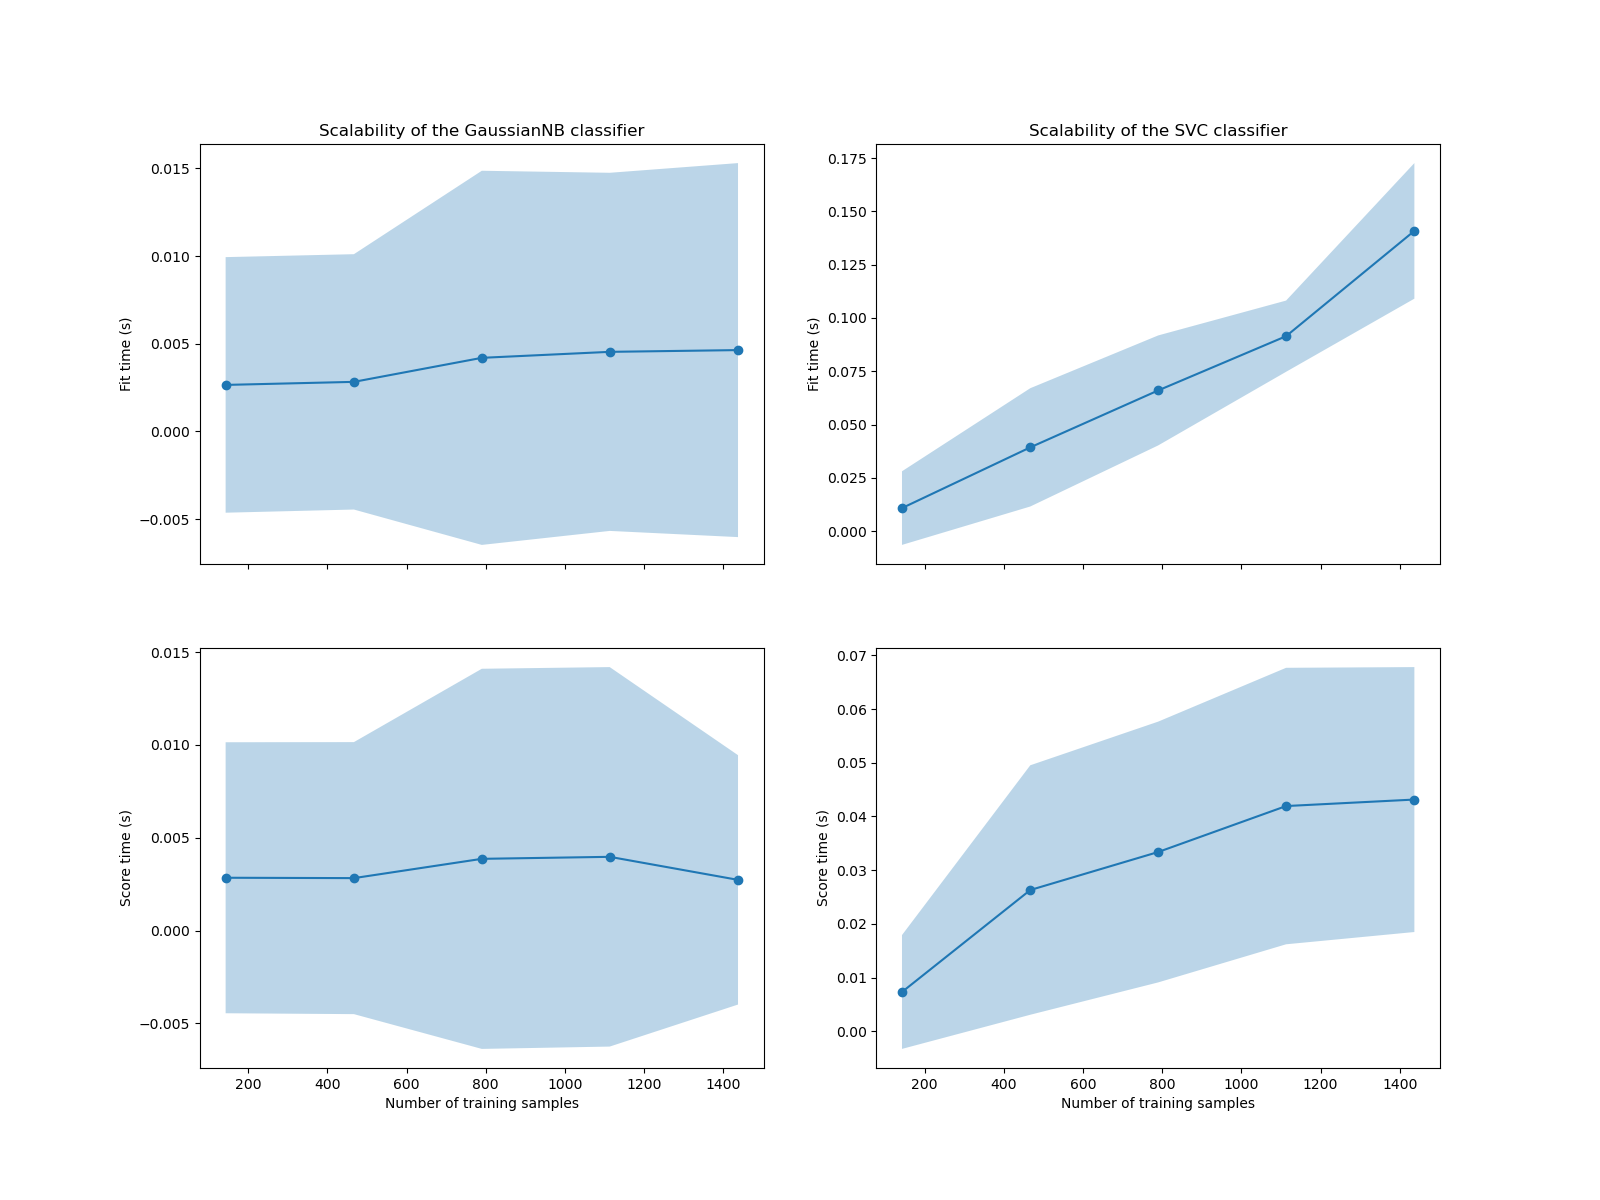 Scalability of the GaussianNB classifier
0.015
0.010
0.005
0.000
−0.005
Fit time (s)
Scalability of the SVC classifier
0.175
0.150
0.125
0.100
0.075
0.050
0.025
0.000
Fit time (s)
0.015
0.010
0.005
0.000
−0.005
Score time (s)
200 400 600 800 1000 1200 1400
Number of training samples
0.07
0.06
0.05
0.04
0.03
0.02
0.01
0.00
Score time (s)
200 400 600 800 1000 1200 1400
Number of training samples